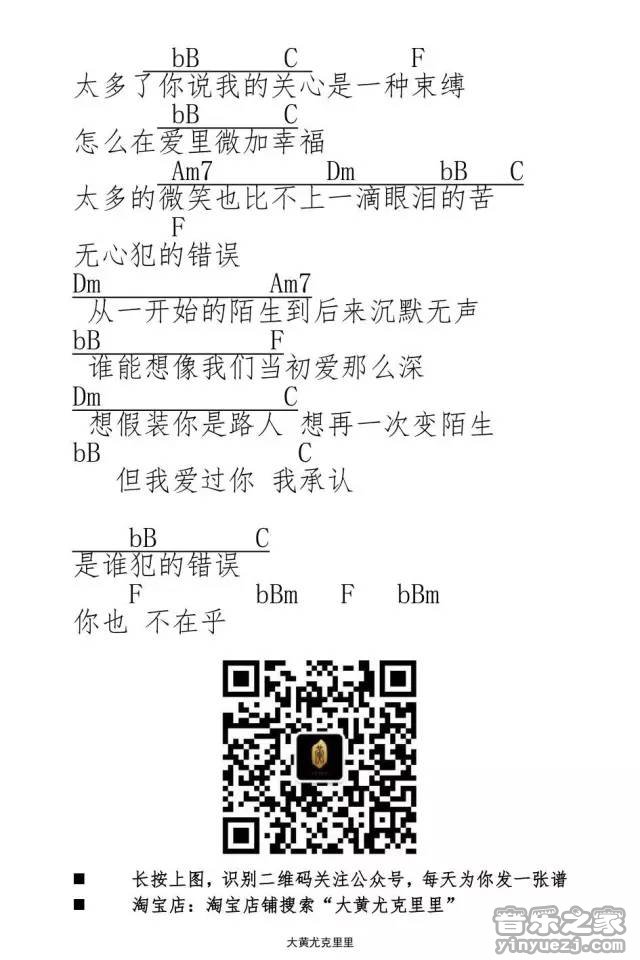 bB C F
太多了你说我的关心是一种束缚
bB C
怎么在爱里微加幸福
Am7 Dm bB C
太多的微笑也比不上一滴眼泪的苦
F
无心犯的错误
Dm Am7
从一开始的陌生到后来沉默无声
bB F
谁能想像我们当初爱那么深
Dm C
想假装你是路人 想再一次变陌生
bB C
但我爱过你 我承认
bB C
是谁犯的错误
F bBm F bBm
你也 不在乎
■ 长按上图，识别二维码关注公众号，每天为你发一张谱
■ 淘宝店：淘宝店铺搜索“大黄尤克里里”
大黄尤克里里
音乐之家
yinyuezj.com